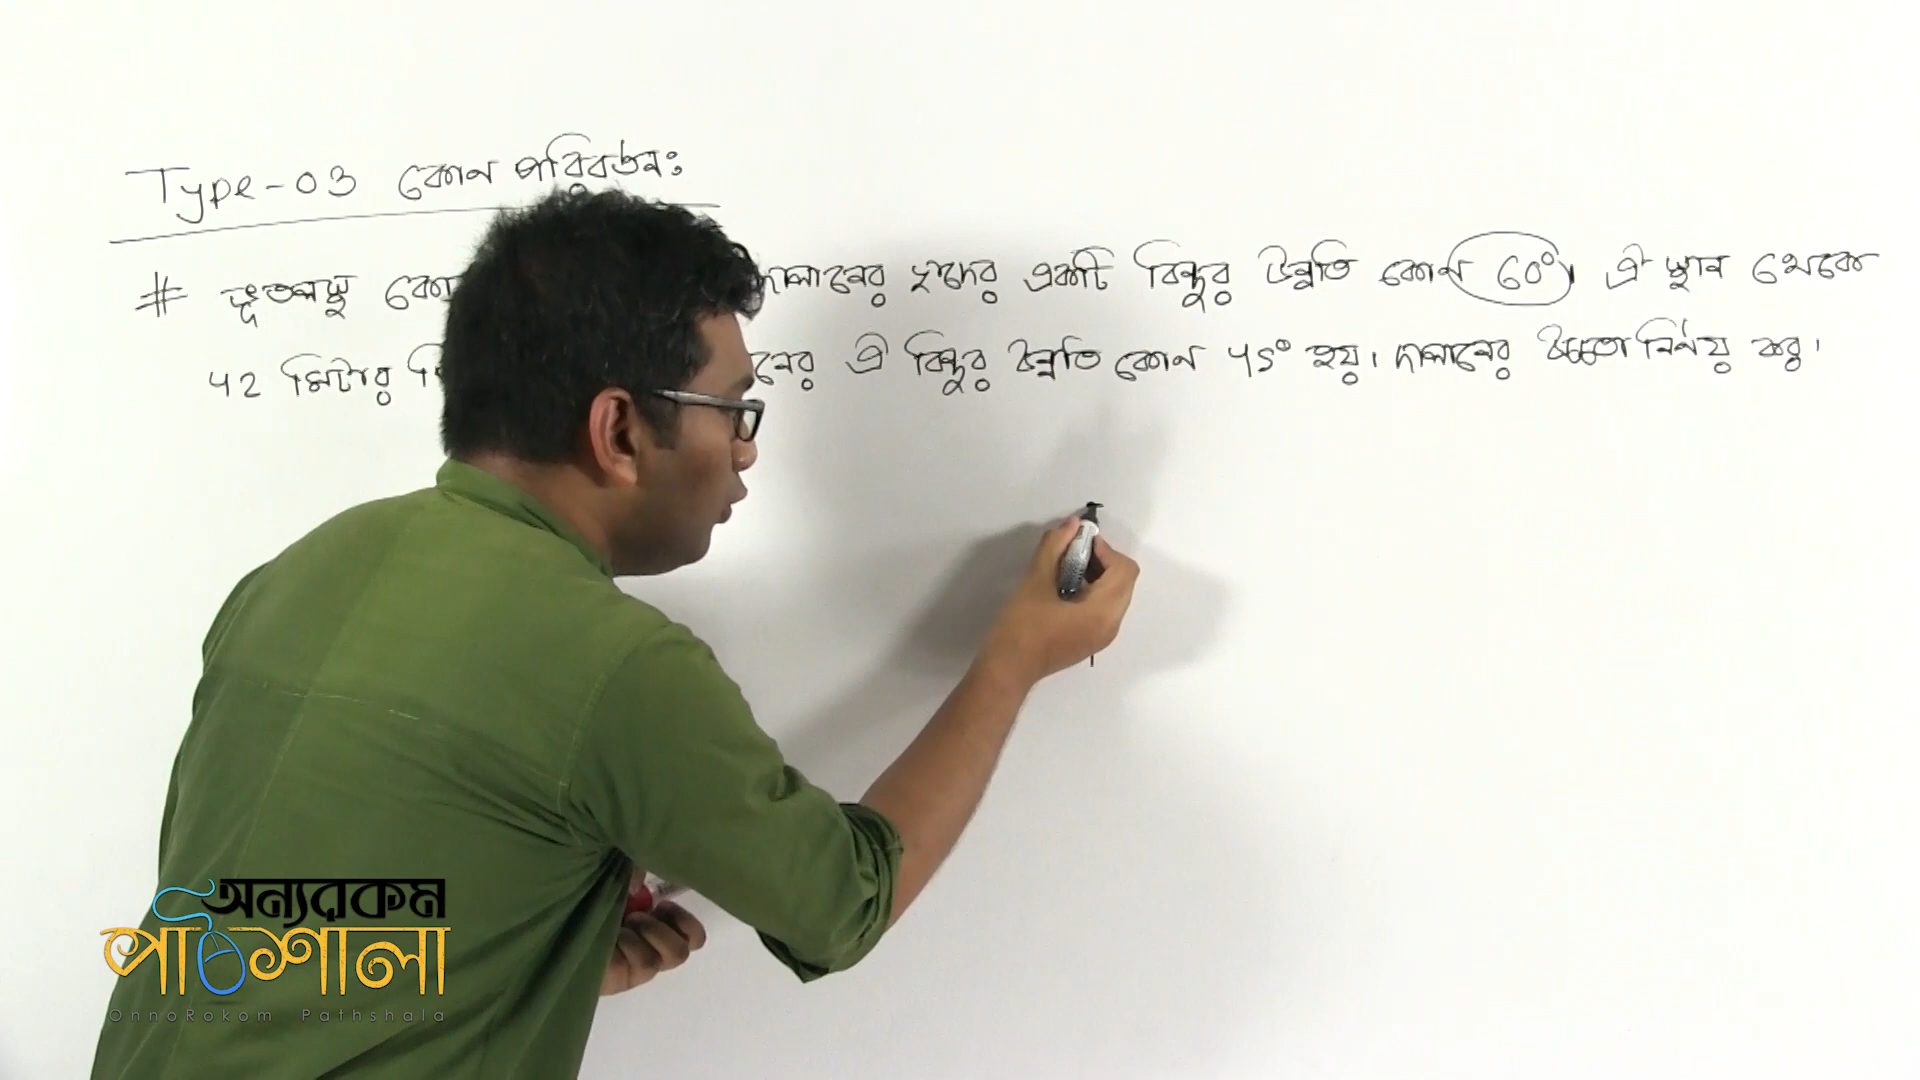 Type-03 কোন পরিবর্তনঃ
# ভূতলস্থ কো দালানের ছাদের একটি বিন্দুর উন্নতি কোন 60°। ঐ স্থান থেকে
42 মিটার পি নের ঐ বিন্দুর উন্নতি কোন 45° হয়। দালানের উচ্চতা নির্ণয় কর।
অন্যরকম
পাঠশালা
OnnoRokom Pathshala